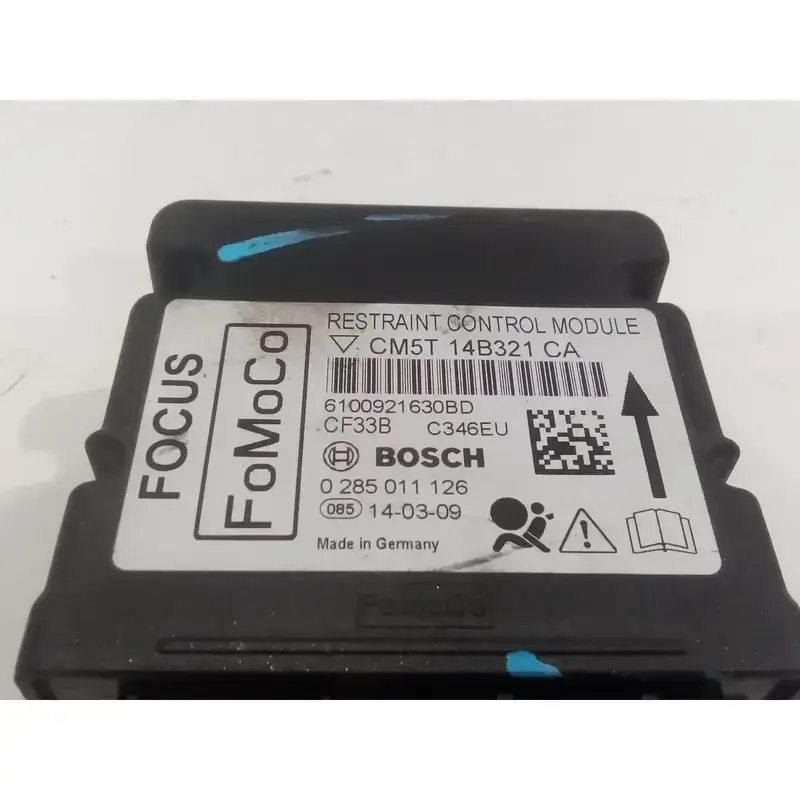 FOCUS
FoMoCo
RESTRAINT CONTROL MODULE
CM5T 14B321 CA
6100921630BD
CF33B C346EU
BOSCH
0 285 011 126
085 14-03-09
Made in Germany
FoMoCo